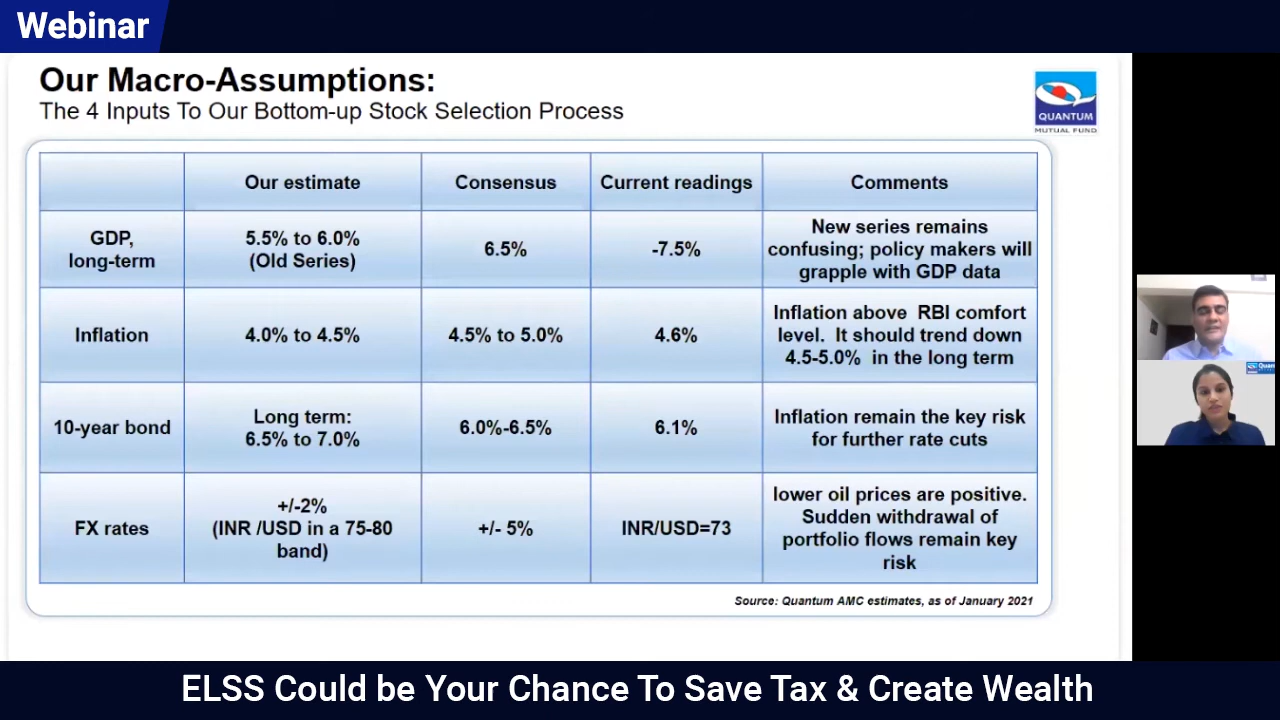 Webinar
Our Macro-Assumptions:
The 4 Inputs To Our Bottom-up Stock Selection Process
QUANTUM
MUTUAL FUND
Our estimate
Consensus
Current readings
Comments
GDP,
long-term
5.5% to 6.0%
(Old Series)
6.5%
-7.5%
New series remains
confusing; policy makers will
grapple with GDP data
Inflation
4.0% to 4.5%
4.5% to 5.0%
4.6%
Inflation above RBI comfort
level. It should trend down
4.5-5.0% in the long term
10-year bond
Long term:
6.5% to 7.0%
6.0%-6.5%
6.1%
Inflation remain the key risk
for further rate cuts
FX rates
+/-2%
(INR /USD in a 75-80
band)
+/- 5%
INR/USD=73
lower oil prices are positive.
Sudden withdrawal of
portfolio flows remain key
risk
Source: Quantum AMC estimates, as of January 2021
ELSS Could be Your Chance To Save Tax & Create Wealth